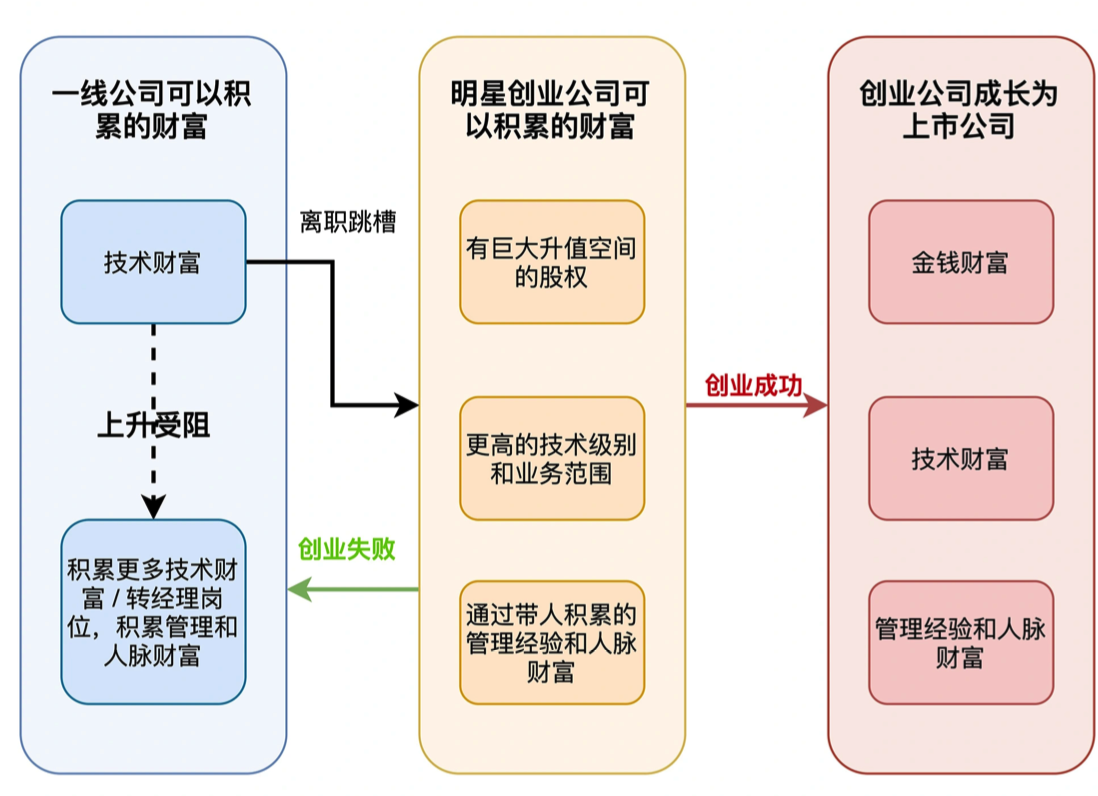 一线公司可以积
累的财富
技术财富
上升受阻
积累更多技术财
富 / 转经理岗
位，积累管理和
人脉财富
离职跳槽
创业失败
明星创业公司可
以积累的财富
有巨大升值空间
的股权
更高的技术级别
和业务范围
通过带人积累的
管理经验和人脉
财富
创业成功
创业公司成长为
上市公司
金钱财富
技术财富
管理经验和人脉
财富